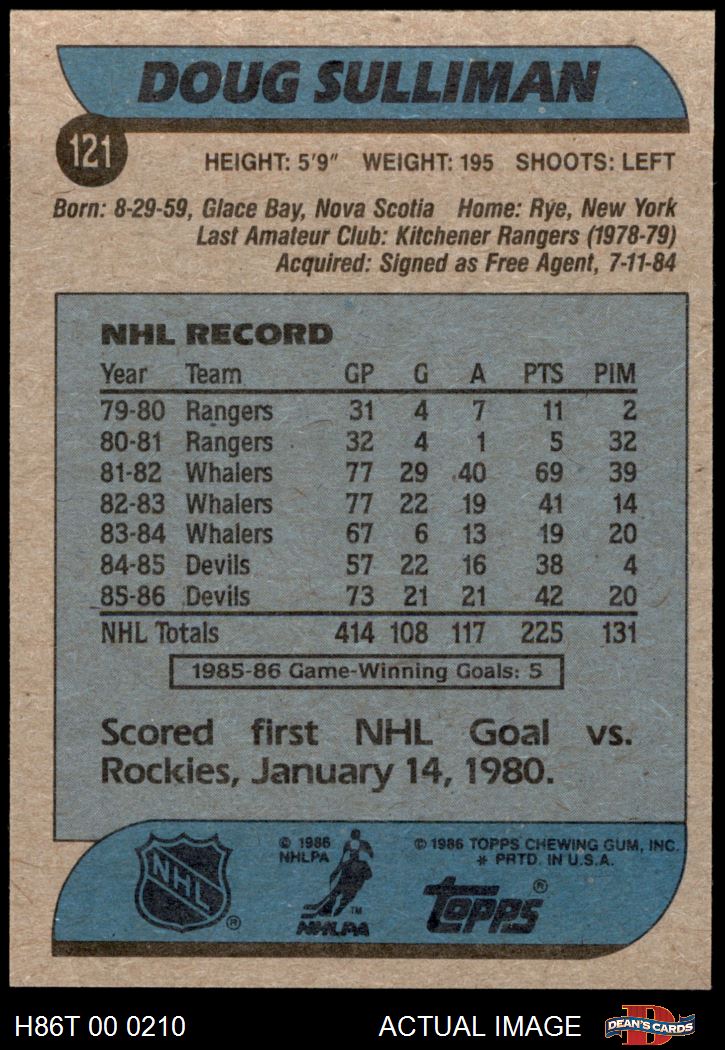 DOUG SULLIMAN
121
HEIGHT: 5'9" WEIGHT: 195 SHOOTS: LEFT
Born: 8-29-59, Glace Bay, Nova Scotia Home: Rye, New York
Last Amateur Club: Kitchener Rangers (1978-79)
Acquired: Signed as Free Agent, 7-11-84
NHL RECORD
Year Team GP G A PTS PIM
79-80 Rangers 31 4 7 11 2
80-81 Rangers 32 4 1 5 32
81-82 Whalers 77 29 40 69 39
82-83 Whalers 77 22 19 41 14
83-84 Whalers 67 6 13 19 20
84-85 Devils 57 22 16 38 4
85-86 Devils 73 21 21 42 20
NHL Totals 414 108 117 225 131
1985-86 Game-Winning Goals: 5
Scored first NHL Goal vs.
Rockies, January 14, 1980.
NHL ®
© 1986
NHLPA
NHLPA ™
© 1986 TOPPS CHEWING GUM, INC.
* PRTD. IN U.S.A.
Topps ®
H86T 00 0210 ACTUAL IMAGE
D
DEAN'S CARDS